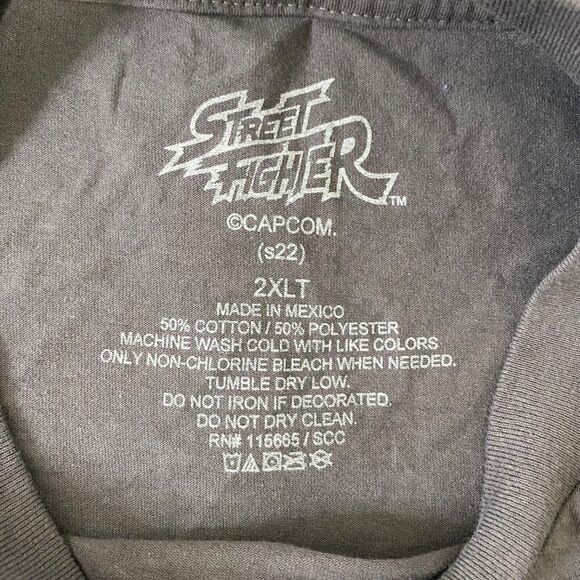 STREET
FIGHTER™
©CAPCOM.
(s22)
2XLT
MADE IN MEXICO
50% COTTON / 50% POLYESTER
MACHINE WASH COLD WITH LIKE COLORS
ONLY NON-CHLORINE BLEACH WHEN NEEDED.
TUMBLE DRY LOW.
DO NOT IRON IF DECORATED.
DO NOT DRY CLEAN.
RN# 115665 / SCC